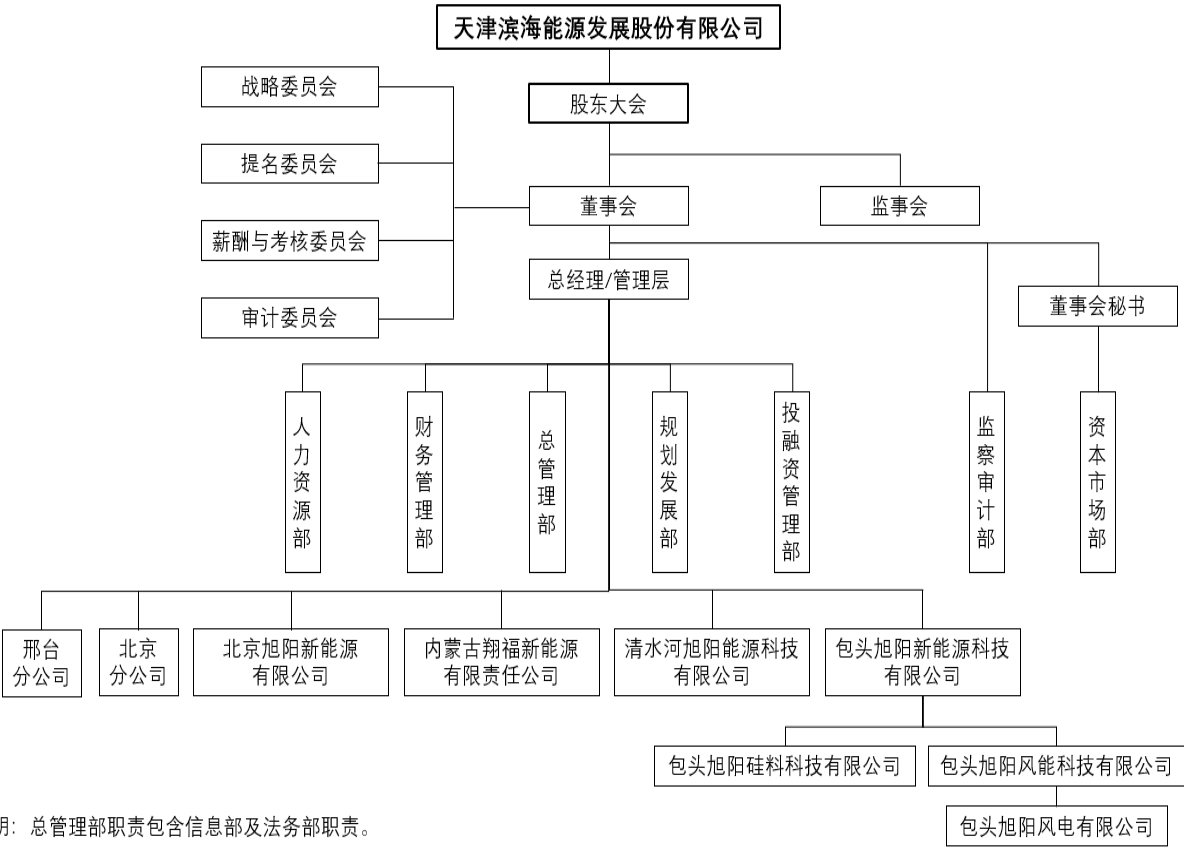 天津滨海能源发展股份有限公司
战略委员会
股东大会
提名委员会
董事会
监事会
薪酬与考核委员会
总经理/管理层
审计委员会
董事会秘书
人力资源部
财务管理部
总管理部
规划发展部
投融资管理部
监察审计部
资本市场部
邢台
分公司
北京
分公司
北京旭阳新能源
有限公司
内蒙古翔福新能源
有限责任公司
清水河旭阳能源科技
有限公司
包头旭阳新能源科技
有限公司
包头旭阳硅料科技有限公司
包头旭阳风能科技有限公司
包头旭阳风电有限公司
明：总管理部职责包含信息部及法务部职责。